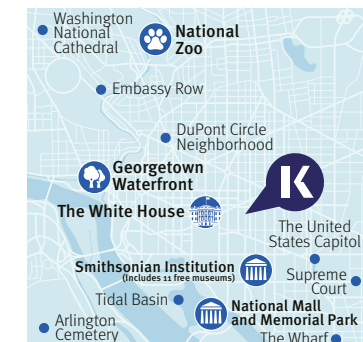 Washington
National
Cathedral
National
Zoo
Embassy Row
DuPont Circle
Neighborhood
Georgetown
Waterfront
The White House
K
The United
States Capitol
Smithsonian Institution
(Includes 11 free museums)
Supreme
Court
Tidal Basin
National Mall
and Memorial Park
Arlington
Cemetery
The Wharf